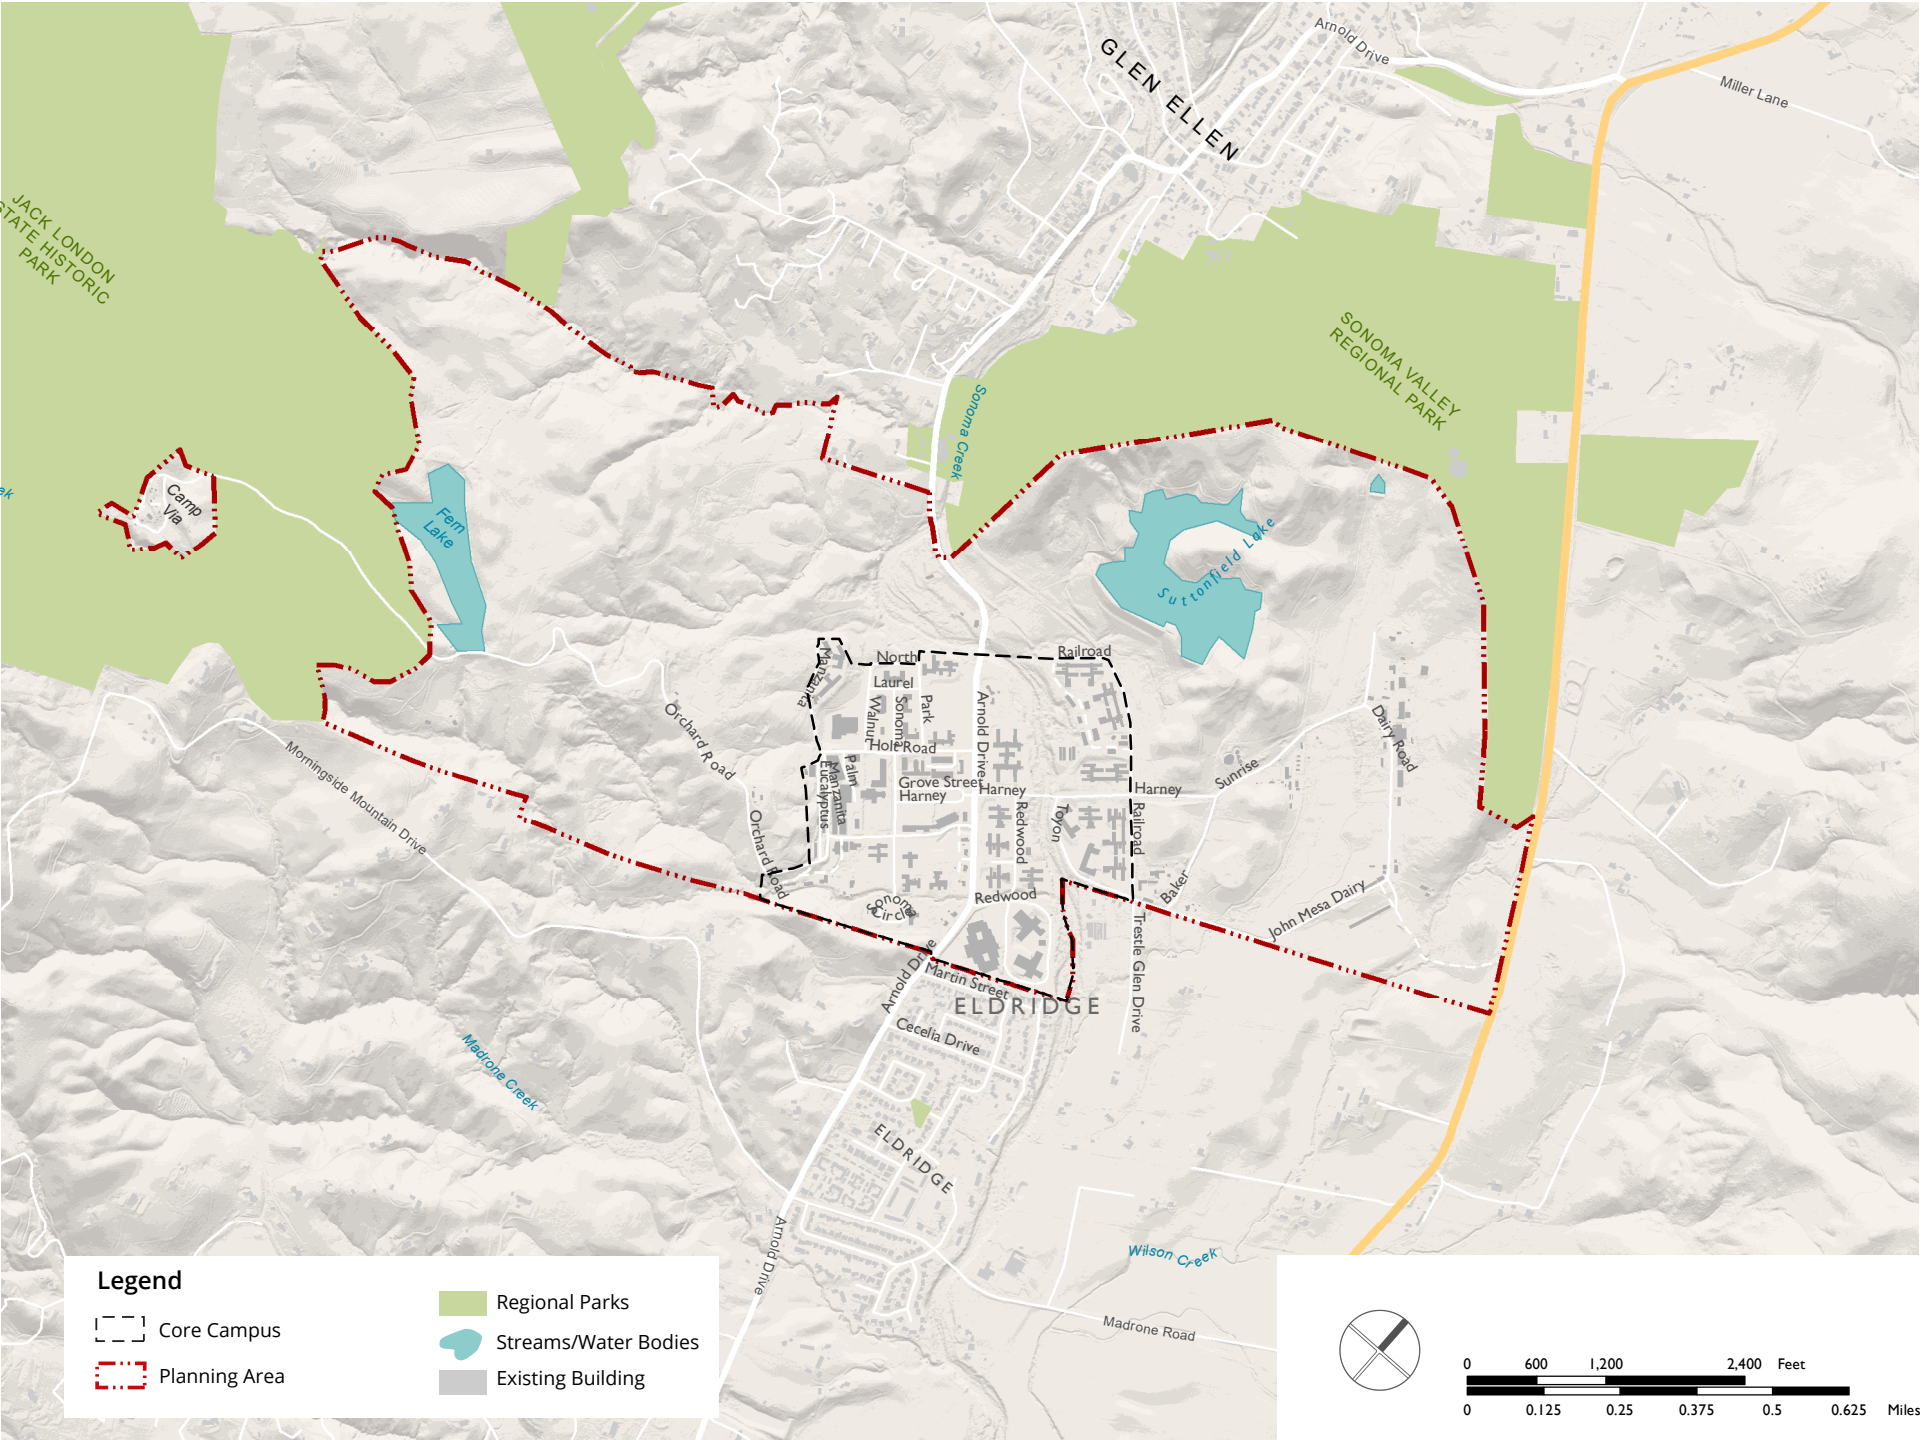 Arnold Drive
GLEN ELLEN
Miller Lane
JACK LONDON
STATE HISTORIC
PARK
SONOMA VALLEY
REGIONAL PARK
Sonoma Creek
Camp
Via
Fern
Lake
Suttonfield Lake
North
Railroad
Manzanita
Laurel
Walnut
Sonoma
Park
Arnold Drive
Orchard Road
Holt Road
Dairy Road
Sunrise
Palm
Manzanita
Eucalyptus
Grove Street
Harney
Harney
Harney
Morningside Mountain Drive
Redwood
Toyon
Railroad
Orchard Road
Baker
John Mesa Dairy
Redwood
Sonoma
Circle
Trestle Glen Drive
Arnold Drive
Martin Street
ELDRIDGE
Cecelia Drive
Madrone Creek
ELDRIDGE
Arnold Drive
Wilson Creek
Madrone Road
Legend
Core Campus
Planning Area
Regional Parks
Streams/Water Bodies
Existing Building
0 600 1,200 2,400 Feet
0 0.125 0.25 0.375 0.5 0.625 Miles